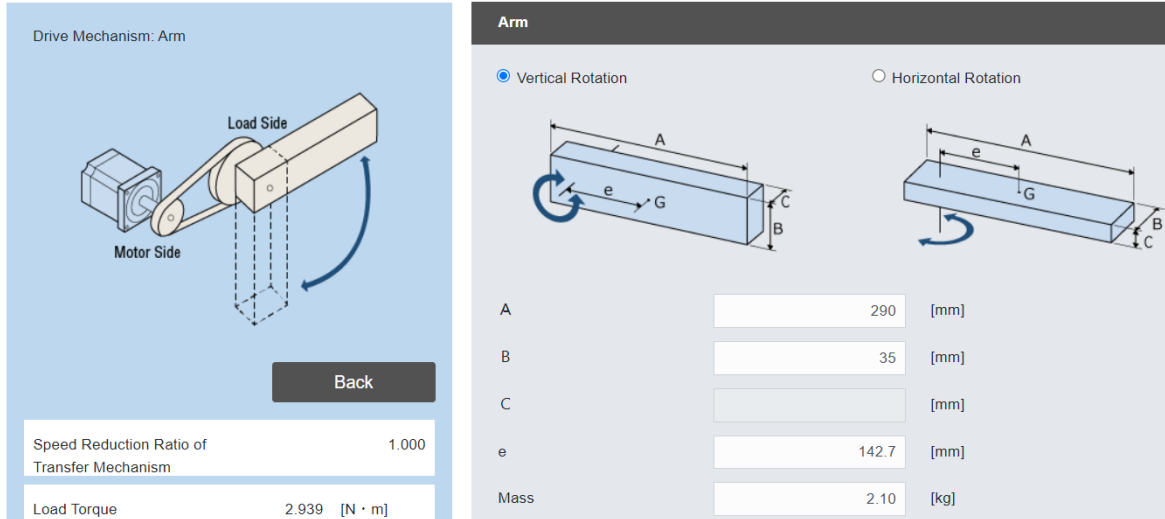 Drive Mechanism: Arm
Load Side
Motor Side
Back
Speed Reduction Ratio of 1.000
Transfer Mechanism
Load Torque 2.939 [N・m]
Arm
Vertical Rotation Horizontal Rotation
A
e
G
C
B
A
e
G
B
C
A 290 [mm]
B 35 [mm]
C [mm]
e 142.7 [mm]
Mass 2.10 [kg]